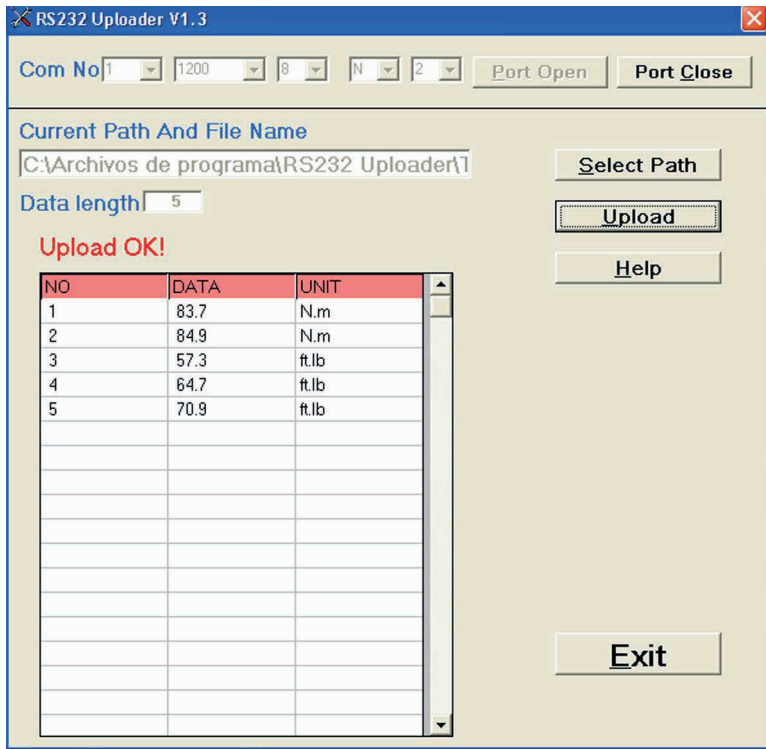 RS232 Uploader V1.3
Com No 1 1200 8 N 2 Port Open Port Close
Current Path And File Name
C:\Archivos de programa\RS232 Uploader\1
Select Path
Data length 5
Upload
Upload OK!
Help
NO DATA UNIT
1 83.7 N.m
2 84.9 N.m
3 57.3 ft.lb
4 64.7 ft.lb
5 70.9 ft.lb
Exit